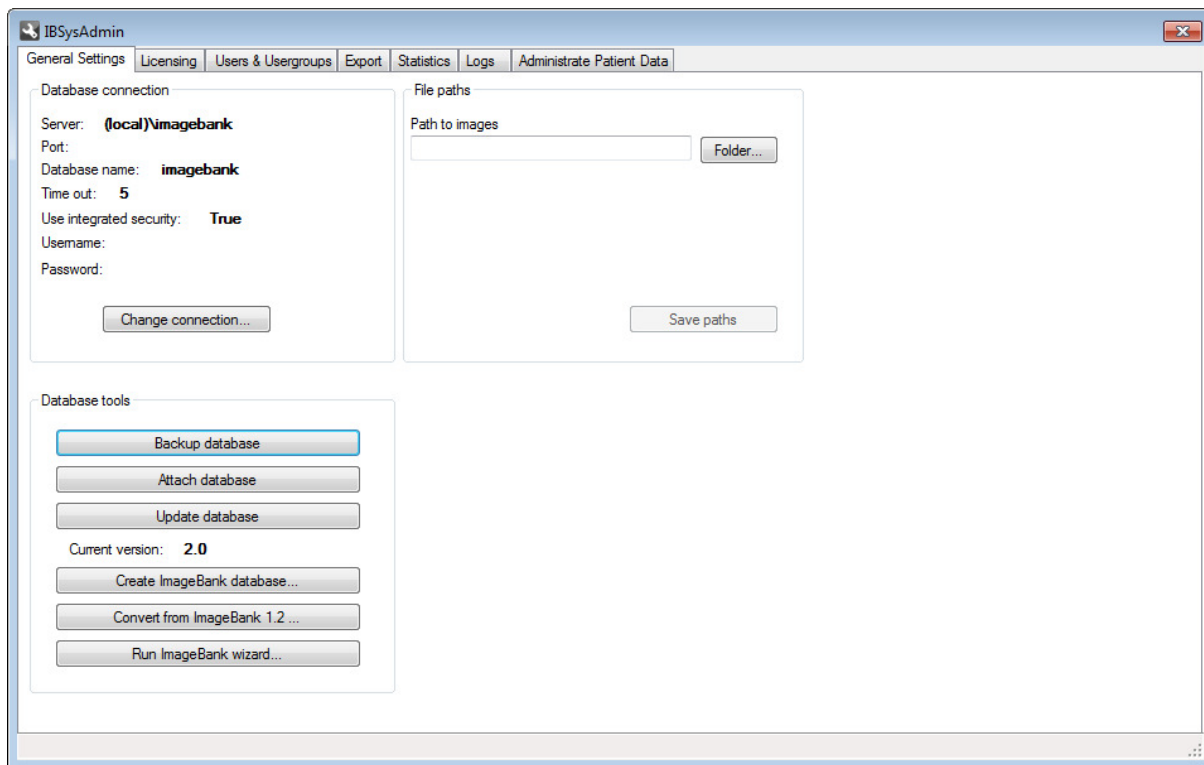 IBSysAdmin
General Settings Licensing Users & Usergroups Export Statistics Logs Administrate Patient Data
Database connection
Server: (local)\imagebank
Port:
Database name: imagebank
Time out: 5
Use integrated security: True
Username:
Password:
Change connection...
File paths
Path to images
Folder...
Save paths
Database tools
Backup database
Attach database
Update database
Current version: 2.0
Create ImageBank database...
Convert from ImageBank 1.2 ...
Run ImageBank wizard...